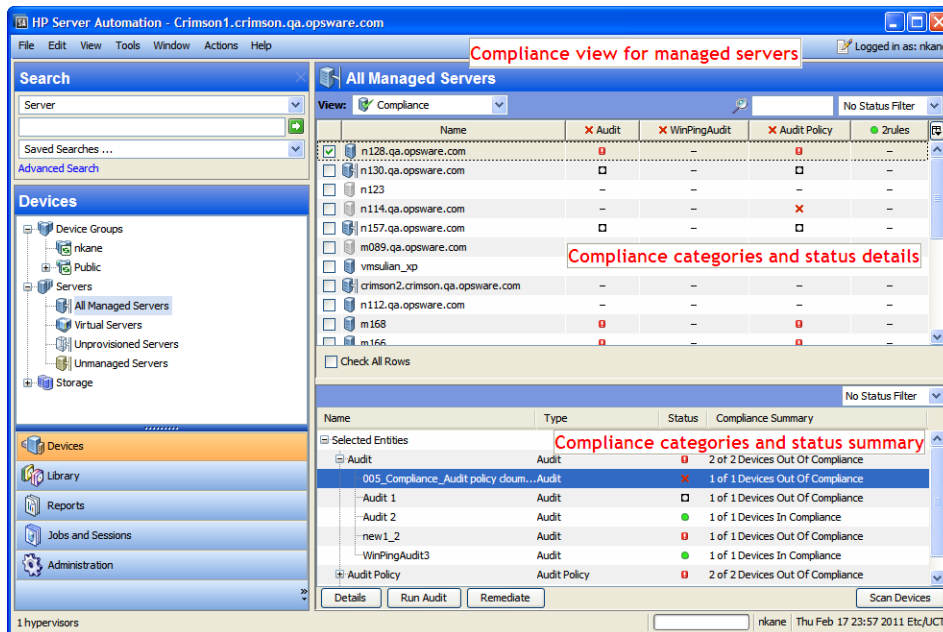 HP Server Automation - Crimson1.crimson.qa.opsware.com
File Edit View Tools Window Actions Help
Logged in as: nkane
Compliance view for managed servers
Search
Server
Saved Searches ...
Advanced Search
Devices
Device Groups
nkane
Public
Servers
All Managed Servers
Virtual Servers
Unprovisioned Servers
Unmanaged Servers
Storage
Devices
Library
Reports
Jobs and Sessions
Administration
All Managed Servers
View: Compliance No Status Filter
Name Audit WinPingAudit Audit Policy 2rules
n128.qa.opsware.com – –
n130.qa.opsware.com – –
n123 – – – –
n114.qa.opsware.com – – –
n157.qa.opsware.com – –
m089.qa.opsware.com
Compliance categories and status details
vmsulian_xp
crimson2.crimson.qa.opsware.com – – – –
n112.qa.opsware.com – – – –
m168 – –
m166 – –
Check All Rows
No Status Filter
Name Type Status Compliance Summary
Selected Entities
Compliance categories and status summary
Audit Audit 2 of 2 Devices Out Of Compliance
005_Compliance_Audit policy cloum... Audit 1 of 1 Devices Out Of Compliance
Audit 1 Audit 1 of 1 Devices Out Of Compliance
Audit 2 Audit 1 of 1 Devices In Compliance
new1_2 Audit 1 of 1 Devices Out Of Compliance
WinPingAudit3 Audit 1 of 1 Devices In Compliance
Audit Policy Audit Policy 2 of 2 Devices Out Of Compliance
Details Run Audit Remediate Scan Devices
1 hypervisors
nkane Thu Feb 17 23:57 2011 Etc/UCT